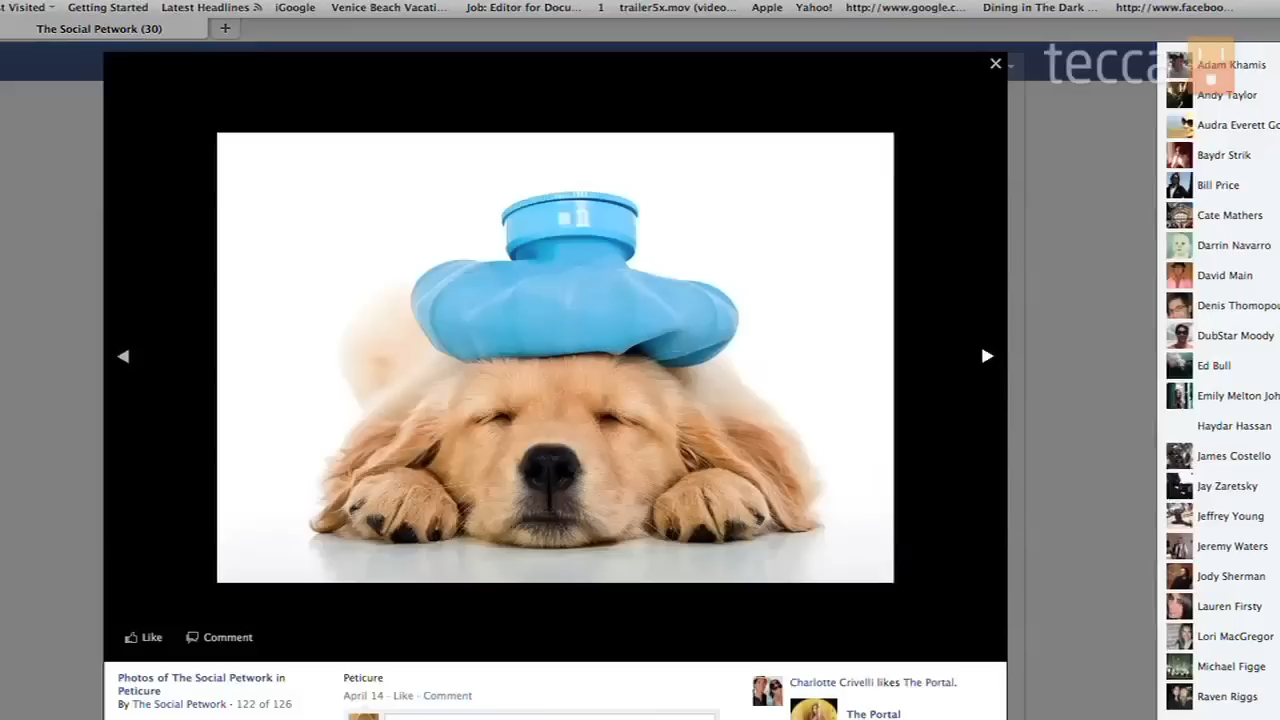 t Visited Getting Started Latest Headlines iGoogle Venice Beach Vacati... Job: Editor for Docu... 1 trailer5x.mov (video... Apple Yahoo! http://www.google.c... Dining in The Dark ... http://www.faceboo...
The Social Petwork (30) +
tecca
Adam Khamis
Andy Taylor
Audra Everett Go
Baydr Strik
Bill Price
Cate Mathers
Darrin Navarro
David Main
Denis Thomopou
DubStar Moody
Ed Bull
Emily Melton Joh
Haydar Hassan
James Costello
Jay Zaretsky
Jeffrey Young
Jeremy Waters
Jody Sherman
Lauren Firsty
Lori MacGregor
Michael Figge
Raven Riggs
Like Comment
Photos of The Social Petwork in
Peticure
By The Social Petwork · 122 of 126
Peticure
April 14 · Like · Comment
Charlotte Crivelli likes The Portal.
The Portal